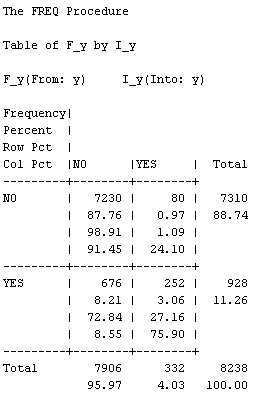 The FREQ Procedure
Table of F_y by I_y
F_y(From: y)     I_y(Into: y)
Frequency|
Percent  |
Row Pct  |
Col Pct  |NO      |YES     |  Total
---------+--------+--------+
NO       |   7230 |     80 |   7310
         |  87.76 |   0.97 |  88.74
         |  98.91 |   1.09 |
         |  91.45 |  24.10 |
---------+--------+--------+
YES      |    676 |    252 |    928
         |   8.21 |   3.06 |  11.26
         |  72.84 |  27.16 |
         |   8.55 |  75.90 |
---------+--------+--------+
Total        7906      332     8238
            95.97     4.03   100.00